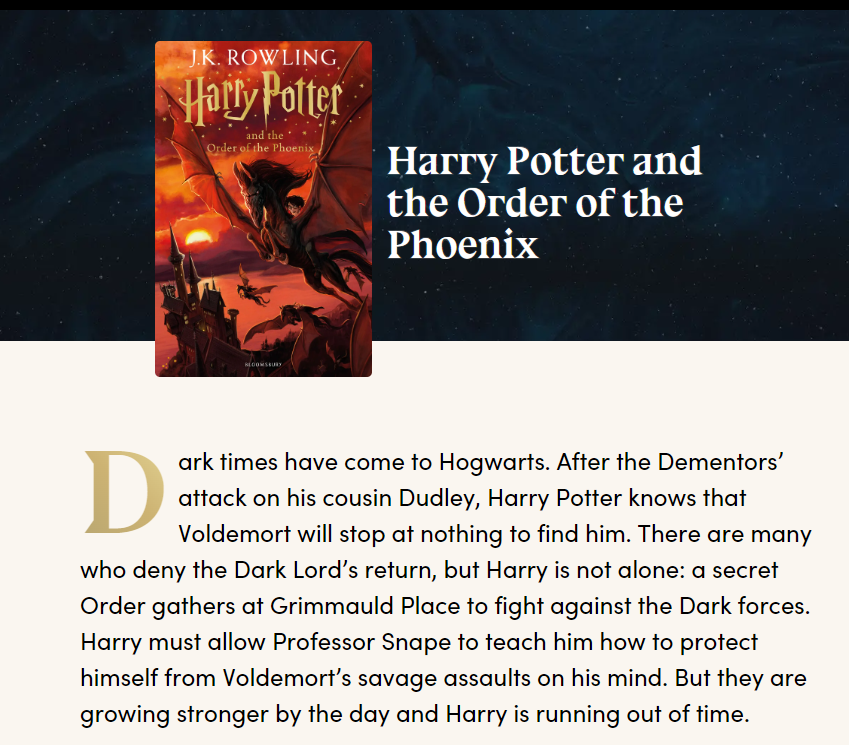 J.K. ROWLING
Harry Potter
and the
Order of the Phoenix
BLOOMSBURY
Harry Potter and
the Order of the
Phoenix
Dark times have come to Hogwarts. After the Dementors’
attack on his cousin Dudley, Harry Potter knows that
Voldemort will stop at nothing to find him. There are many
who deny the Dark Lord’s return, but Harry is not alone: a secret
Order gathers at Grimmauld Place to fight against the Dark forces.
Harry must allow Professor Snape to teach him how to protect
himself from Voldemort’s savage assaults on his mind. But they are
growing stronger by the day and Harry is running out of time.